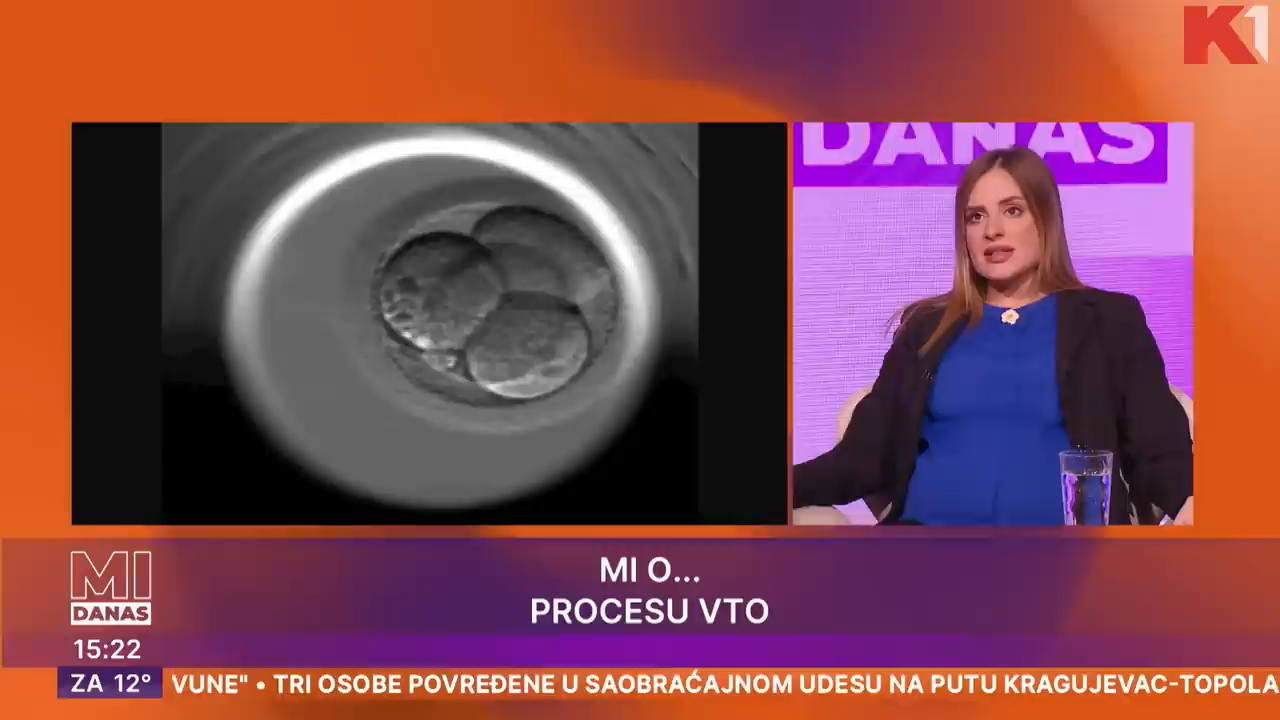 K1
DANAS
MI O...
PROCESU VTO
MI
DANAS
15:22
ZA 12° VUNE" • TRI OSOBE POVREĐENE U SAOBRAĆAJNOM UDESU NA PUTU KRAGUJEVAC-TOPOLA